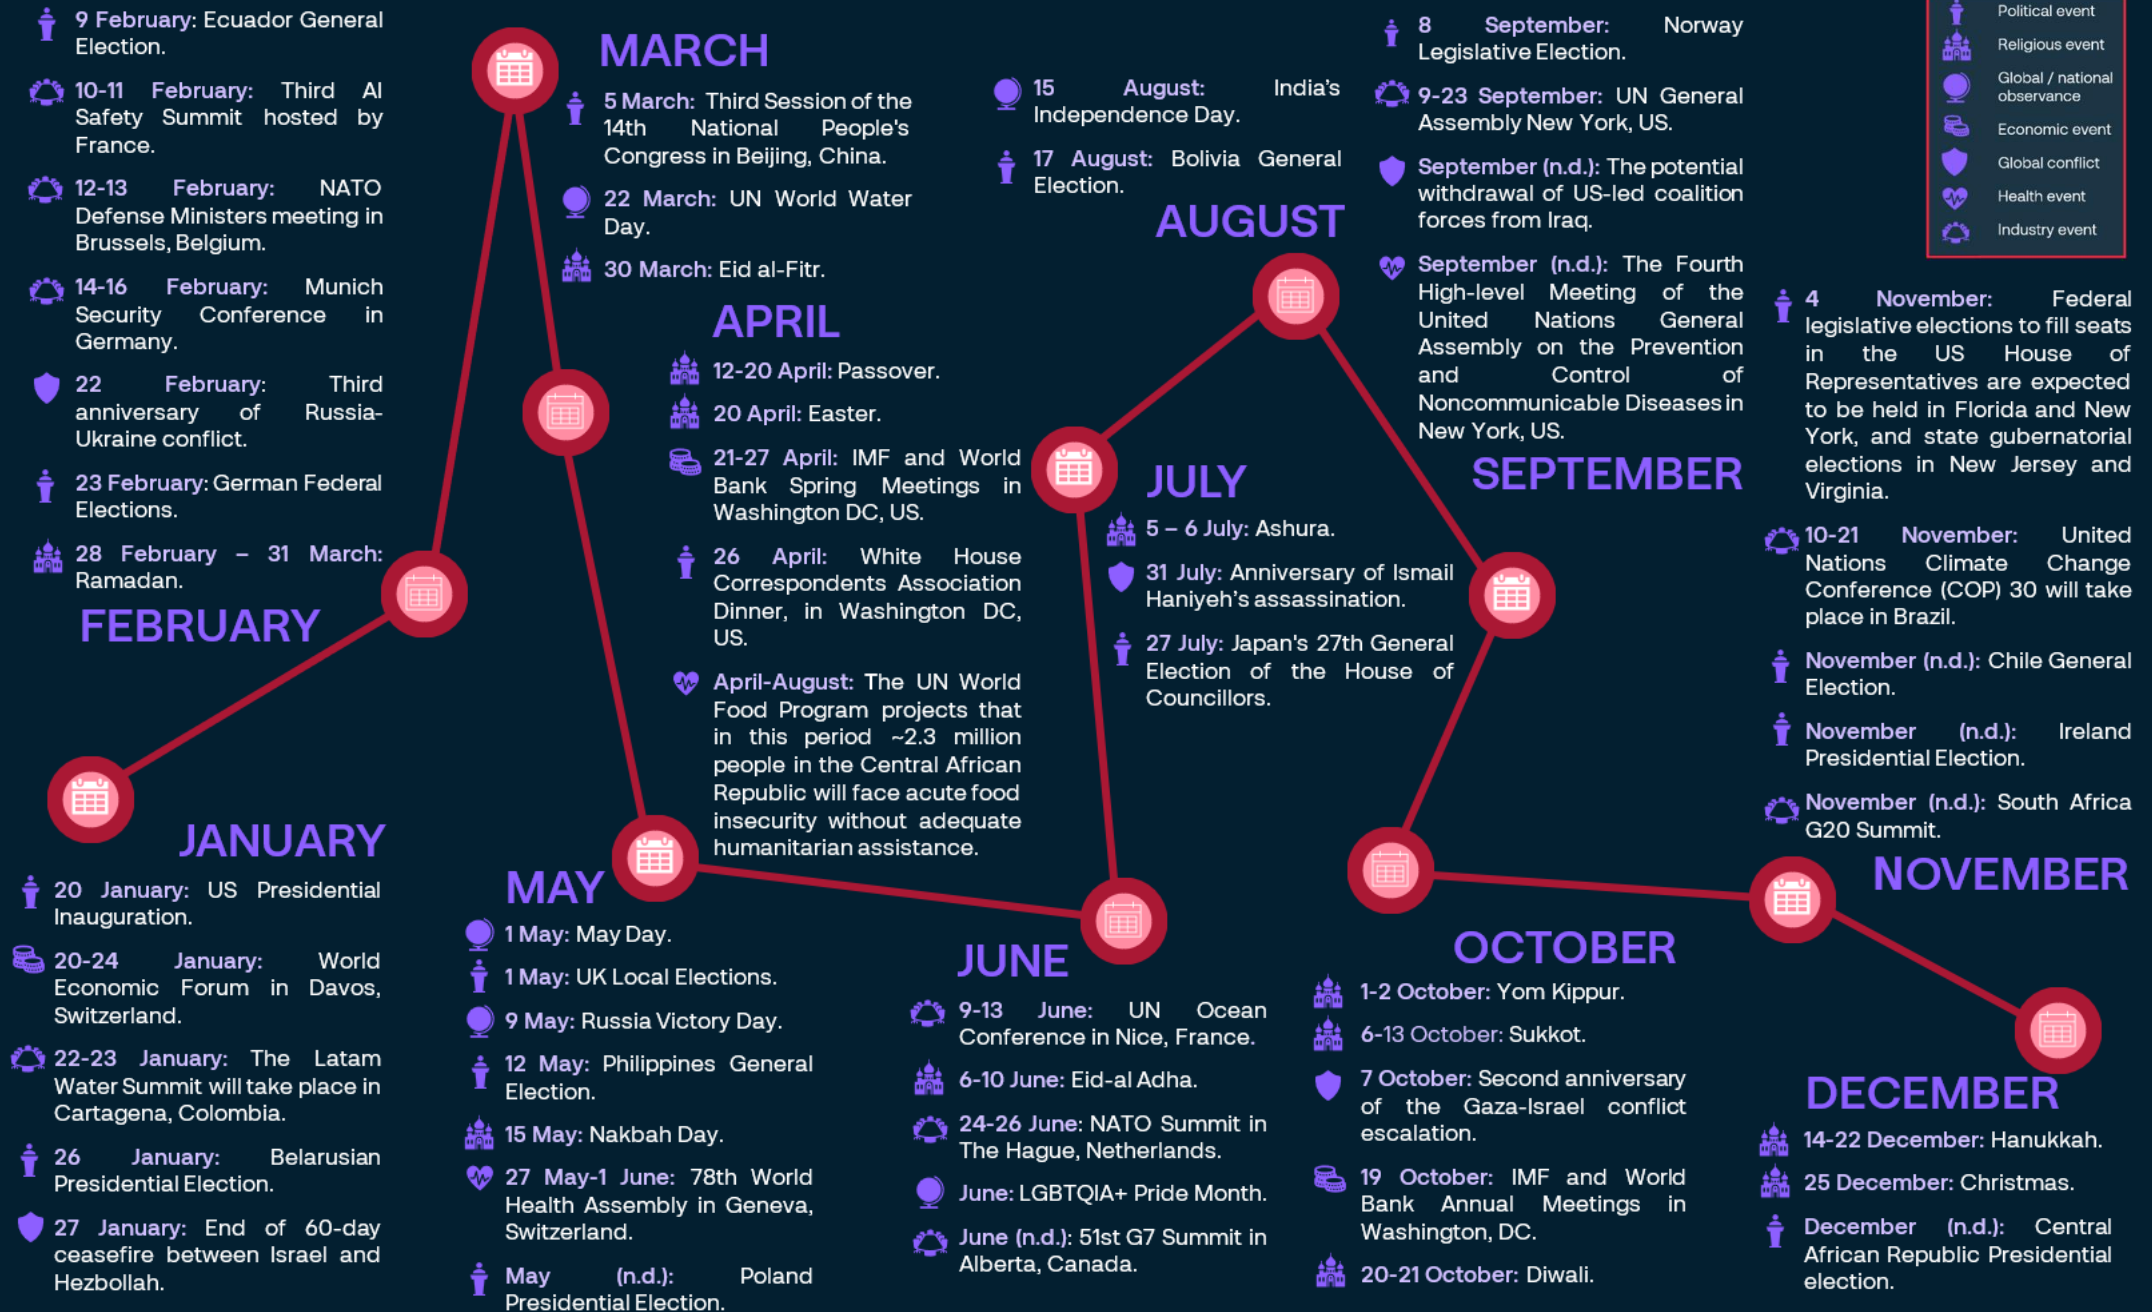 9 February: Ecuador General
Election.
10-11 February: Third AI
Safety Summit hosted by
France.
12-13 February: NATO
Defense Ministers meeting in
Brussels, Belgium.
14-16 February: Munich
Security Conference in
Germany.
22 February: Third
anniversary of Russia-
Ukraine conflict.
23 February: German Federal
Elections.
28 February – 31 March:
Ramadan.
FEBRUARY
JANUARY
20 January: US Presidential
Inauguration.
20-24 January: World
Economic Forum in Davos,
Switzerland.
22-23 January: The Latam
Water Summit will take place in
Cartagena, Colombia.
26 January: Belarusian
Presidential Election.
27 January: End of 60-day
ceasefire between Israel and
Hezbollah.
MARCH
5 March: Third Session of the
14th National People's
Congress in Beijing, China.
22 March: UN World Water
Day.
30 March: Eid al-Fitr.
APRIL
12-20 April: Passover.
20 April: Easter.
21-27 April: IMF and World
Bank Spring Meetings in
Washington DC, US.
26 April: White House
Correspondents Association
Dinner, in Washington DC,
US.
April-August: The UN World
Food Program projects that
in this period ~2.3 million
people in the Central African
Republic will face acute food
insecurity without adequate
humanitarian assistance.
MAY
1 May: May Day.
1 May: UK Local Elections.
9 May: Russia Victory Day.
12 May: Philippines General
Election.
15 May: Nakbah Day.
27 May-1 June: 78th World
Health Assembly in Geneva,
Switzerland.
May (n.d.): Poland
Presidential Election.
JUNE
9-13 June: UN Ocean
Conference in Nice, France.
6-10 June: Eid-al Adha.
24-26 June: NATO Summit in
The Hague, Netherlands.
June: LGBTQIA+ Pride Month.
June (n.d.): 51st G7 Summit in
Alberta, Canada.
JULY
5 – 6 July: Ashura.
31 July: Anniversary of Ismail
Haniyeh's assassination.
27 July: Japan's 27th General
Election of the House of
Councillors.
15 August: India's
Independence Day.
17 August: Bolivia General
Election.
AUGUST
8 September: Norway
Legislative Election.
9-23 September: UN General
Assembly New York, US.
September (n.d.): The potential
withdrawal of US-led coalition
forces from Iraq.
September (n.d.): The Fourth
High-level Meeting of the
United Nations General
Assembly on the Prevention
and Control of
Noncommunicable Diseases in
New York, US.
SEPTEMBER
OCTOBER
1-2 October: Yom Kippur.
6-13 October: Sukkot.
7 October: Second anniversary
of the Gaza-Israel conflict
escalation.
19 October: IMF and World
Bank Annual Meetings in
Washington, DC.
20-21 October: Diwali.
Political event
Religious event
Global / national
observance
Economic event
Global conflict
Health event
Industry event
4 November: Federal
legislative elections to fill seats
in the US House of
Representatives are expected
to be held in Florida and New
York, and state gubernatorial
elections in New Jersey and
Virginia.
10-21 November: United
Nations Climate Change
Conference (COP) 30 will take
place in Brazil.
November (n.d.): Chile General
Election.
November (n.d.): Ireland
Presidential Election.
November (n.d.): South Africa
G20 Summit.
NOVEMBER
DECEMBER
14-22 December: Hanukkah.
25 December: Christmas.
December (n.d.): Central
African Republic Presidential
election.